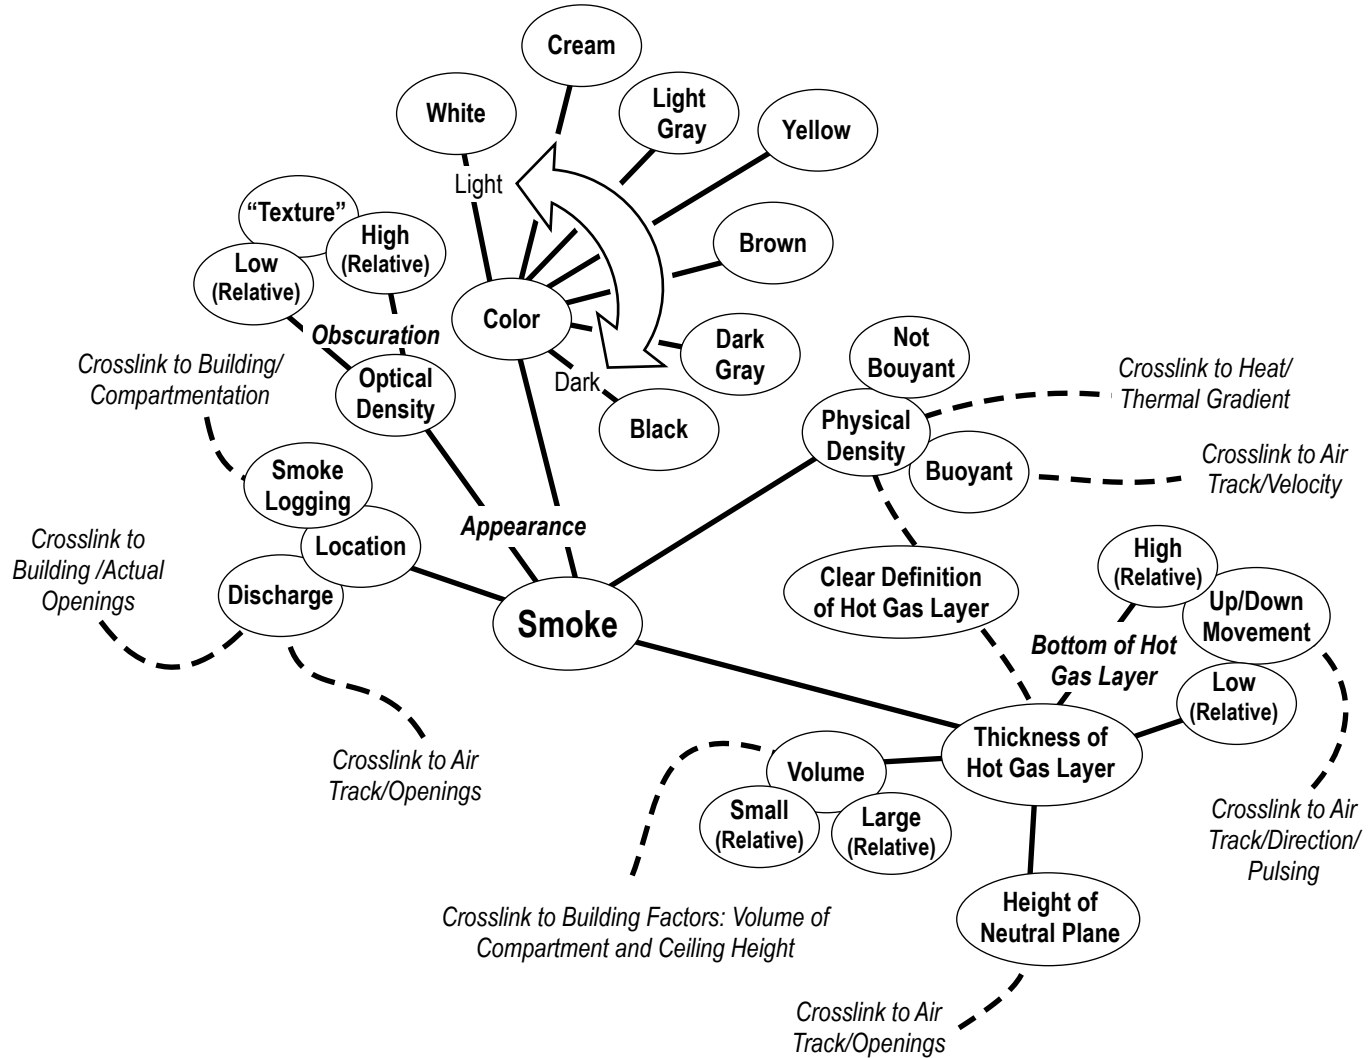 Cream
White
Light
Gray
Yellow
Light
“Texture”
High
(Relative)
Low
(Relative)
Brown
Color
Obscuration
Dark
Gray
Not
Bouyant
Crosslink to Building/
Compartmentation
Optical
Density
Dark
Black
Physical
Density
Crosslink to Heat/
Thermal Gradient
Smoke
Logging
Buoyant
Crosslink to Air
Track/Velocity
Appearance
Crosslink to
Building /Actual
Openings
Location
Discharge
Smoke
Clear Definition
of Hot Gas Layer
High
(Relative)
Up/Down
Movement
Bottom of Hot
Gas Layer
Low
(Relative)
Thickness of
Hot Gas Layer
Crosslink to Air
Track/Openings
Volume
Small
(Relative)
Large
(Relative)
Crosslink to Air
Track/Direction/
Pulsing
Crosslink to Building Factors: Volume of
Compartment and Ceiling Height
Height of
Neutral Plane
Crosslink to Air
Track/Openings